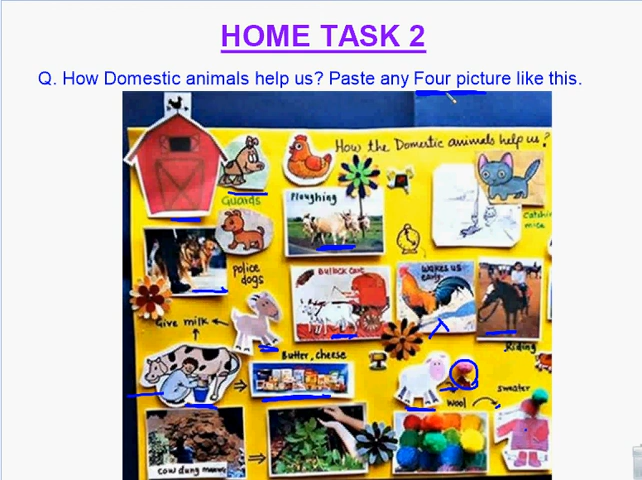 HOME TASK 2
Q. How Domestic animals help us? Paste any Four picture like this.
How the Domestic animals help us?
Guards
Ploughing
catching
mice
police
dogs
Bullock cart
wakes us
early
Give milk
Riding
Butter, cheese
wool
sweater
cow dung manure